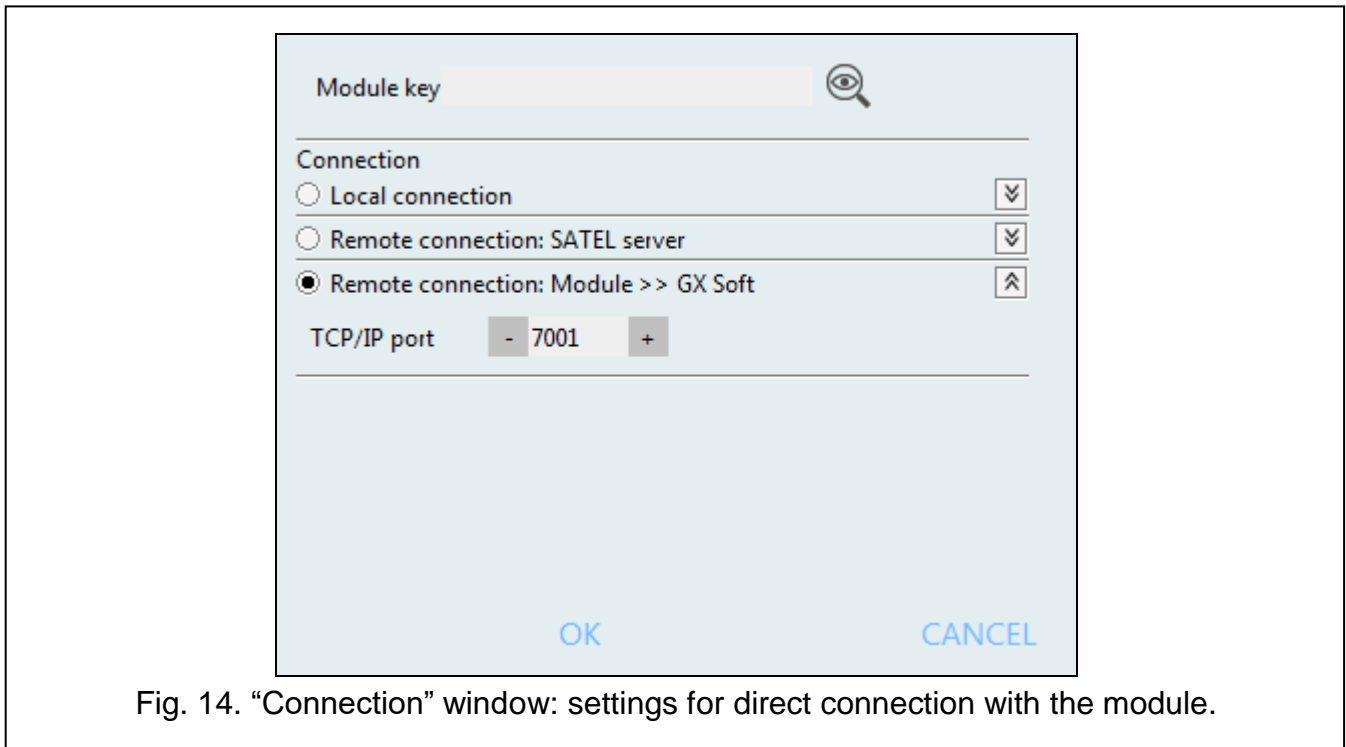 Module key
Connection
Local connection
Remote connection: SATEL server
Remote connection: Module >> GX Soft
TCP/IP port - 7001 +
OK CANCEL
Fig. 14. “Connection” window: settings for direct connection with the module.